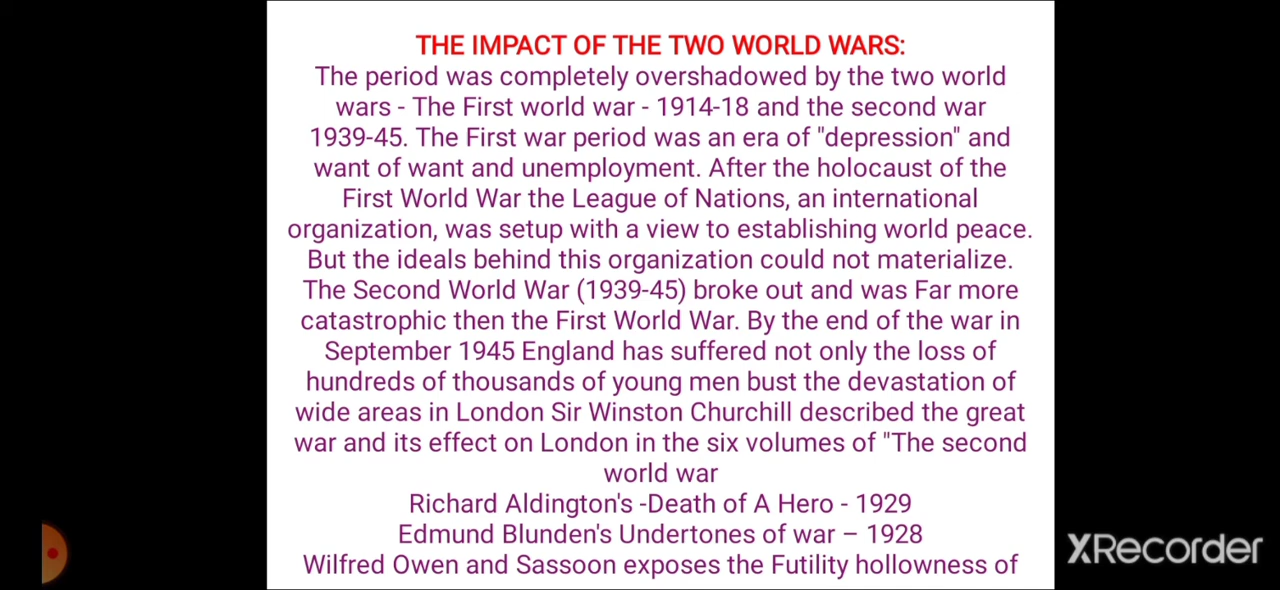 THE IMPACT OF THE TWO WORLD WARS:
The period was completely overshadowed by the two world
wars - The First world war - 1914-18 and the second war
1939-45. The First war period was an era of "depression" and
want of want and unemployment. After the holocaust of the
First World War the League of Nations, an international
organization, was setup with a view to establishing world peace.
But the ideals behind this organization could not materialize.
The Second World War (1939-45) broke out and was Far more
catastrophic then the First World War. By the end of the war in
September 1945 England has suffered not only the loss of
hundreds of thousands of young men bust the devastation of
wide areas in London Sir Winston Churchill described the great
war and its effect on London in the six volumes of "The second
world war
Richard Aldington's -Death of A Hero - 1929
Edmund Blunden's Undertones of war – 1928
Wilfred Owen and Sassoon exposes the Futility hollowness of
XRecorder